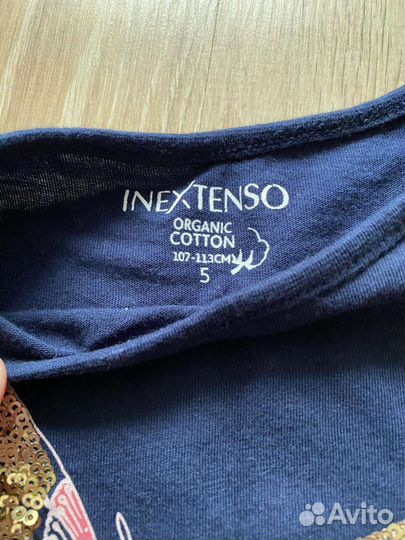 INEXTENSO
ORGANIC
COTTON
107-113CM
5
Avito